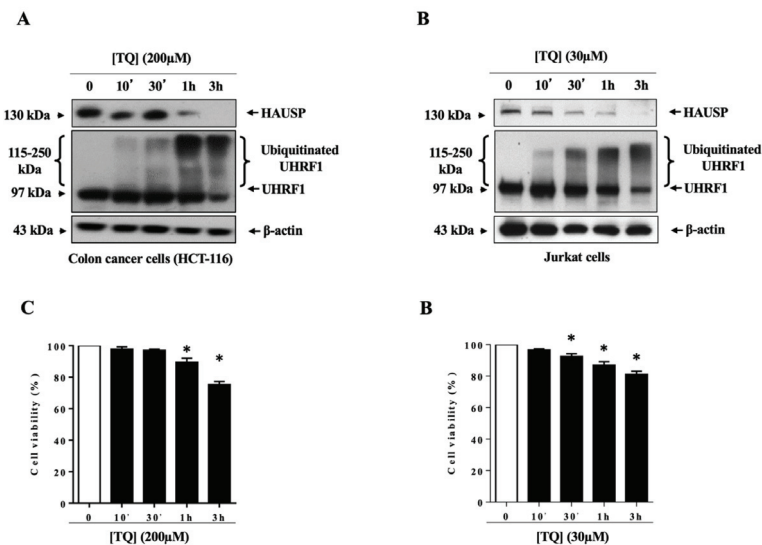 A
[TQ] (200µM)
0 10′ 30′ 1h 3h
130 kDa
HAUSP
115-250
kDa
Ubiquitinated
UHRF1
97 kDa
UHRF1
43 kDa
β-actin
Colon cancer cells (HCT-116)
B
[TQ] (30µM)
0 10′ 30′ 1h 3h
130 kDa
HAUSP
115-250
kDa
Ubiquitinated
UHRF1
97 kDa
UHRF1
43 kDa
β-actin
Jurkat cells
C
Cell viability (%)
100
80
60
40
20
0
* *
0 10′ 30′ 1h 3h
[TQ] (200µM)
B
Cell viability (%)
100
80
60
40
20
0
* * *
0 10′ 30′ 1h 3h
[TQ] (30µM)